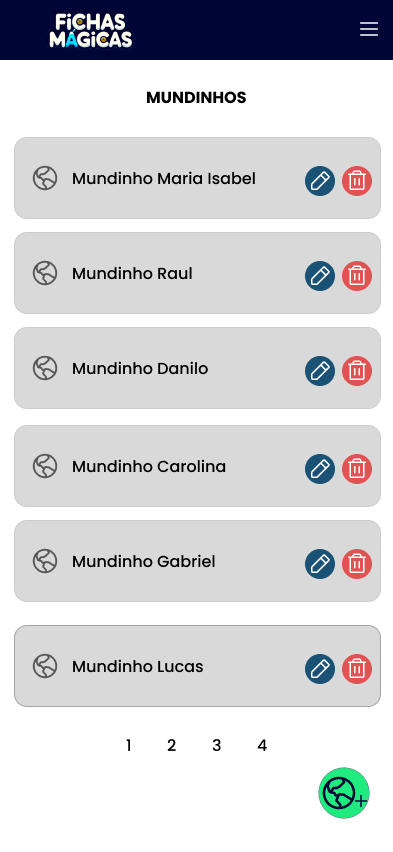 FiCHAS
MÁGiCAS
MUNDINHOS
Mundinho Maria Isabel
Mundinho Raul
Mundinho Danilo
Mundinho Carolina
Mundinho Gabriel
Mundinho Lucas
1 2 3 4